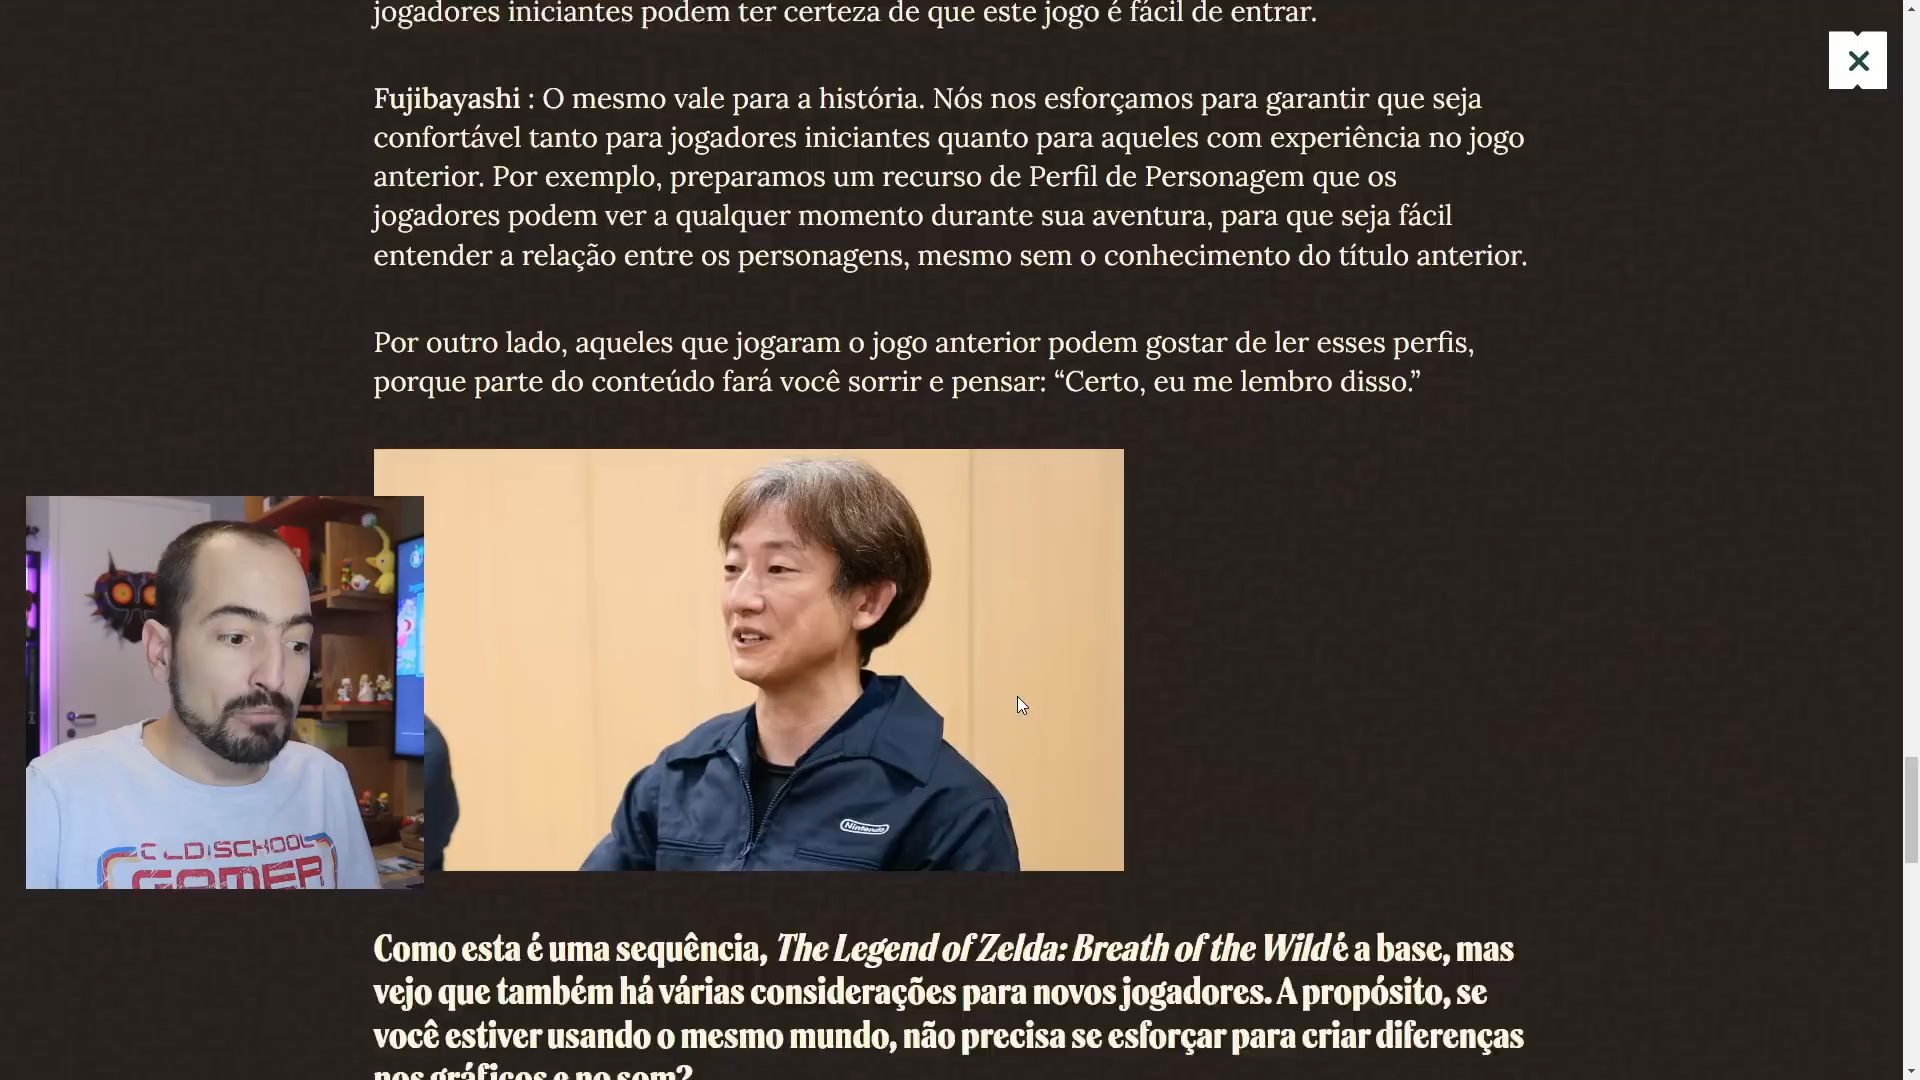 jogadores iniciantes podem ter certeza de que este jogo é fácil de entrar.
Fujibayashi : O mesmo vale para a história. Nós nos esforçamos para garantir que seja
confortável tanto para jogadores iniciantes quanto para aqueles com experiência no jogo
anterior. Por exemplo, preparamos um recurso de Perfil de Personagem que os
jogadores podem ver a qualquer momento durante sua aventura, para que seja fácil
entender a relação entre os personagens, mesmo sem o conhecimento do título anterior.
Por outro lado, aqueles que jogaram o jogo anterior podem gostar de ler esses perfis,
porque parte do conteúdo fará você sorrir e pensar: “Certo, eu me lembro disso.”
Nintendo
OLDSCHOOL
GAMER
Como esta é uma sequência, The Legend of Zelda: Breath of the Wild é a base, mas
vejo que também há várias considerações para novos jogadores. A propósito, se
você estiver usando o mesmo mundo, não precisa se esforçar para criar diferenças
nos gráficos e no som?